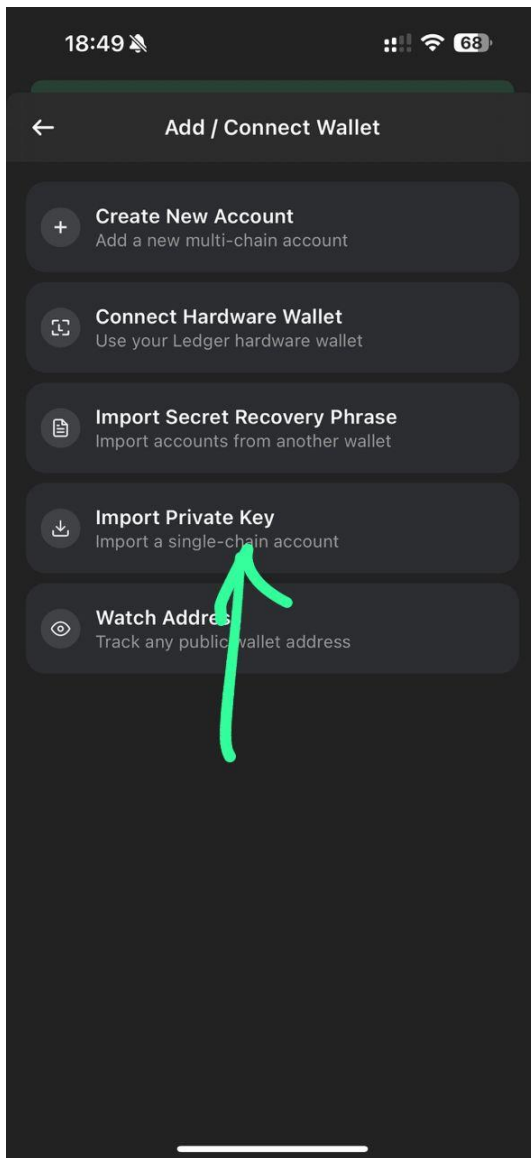 18:49
68
Add / Connect Wallet
Create New Account
Add a new multi-chain account
Connect Hardware Wallet
Use your Ledger hardware wallet
Import Secret Recovery Phrase
Import accounts from another wallet
Import Private Key
Import a single-chain account
Watch Address
Track any public wallet address